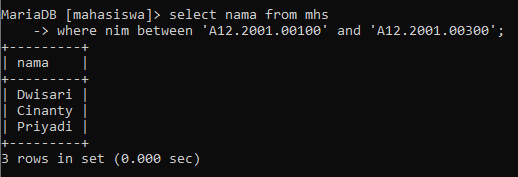 MariaDB [mahasiswa]> select nama from mhs
    -> where nim between 'A12.2001.00100' and 'A12.2001.00300';
+---------+
| nama    |
+---------+
| Dwisari |
| Cinanty |
| Priyadi |
+---------+
3 rows in set (0.000 sec)